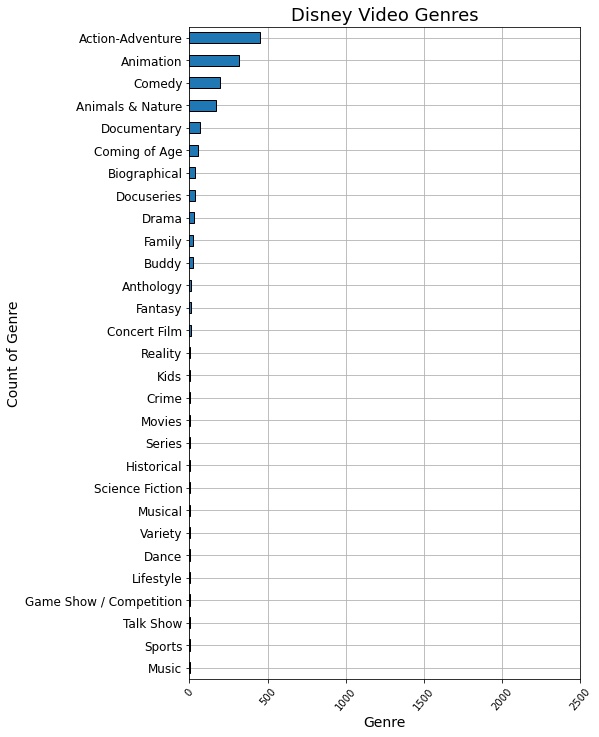 Disney Video Genres
Action-Adventure
Animation
Comedy
Animals & Nature
Documentary
Coming of Age
Biographical
Docuseries
Drama
Family
Buddy
Anthology
Fantasy
Concert Film
Reality
Kids
Crime
Movies
Series
Historical
Science Fiction
Musical
Variety
Dance
Lifestyle
Game Show / Competition
Talk Show
Sports
Music
Count of Genre
0
500
1000
1500
2000
2500
Genre